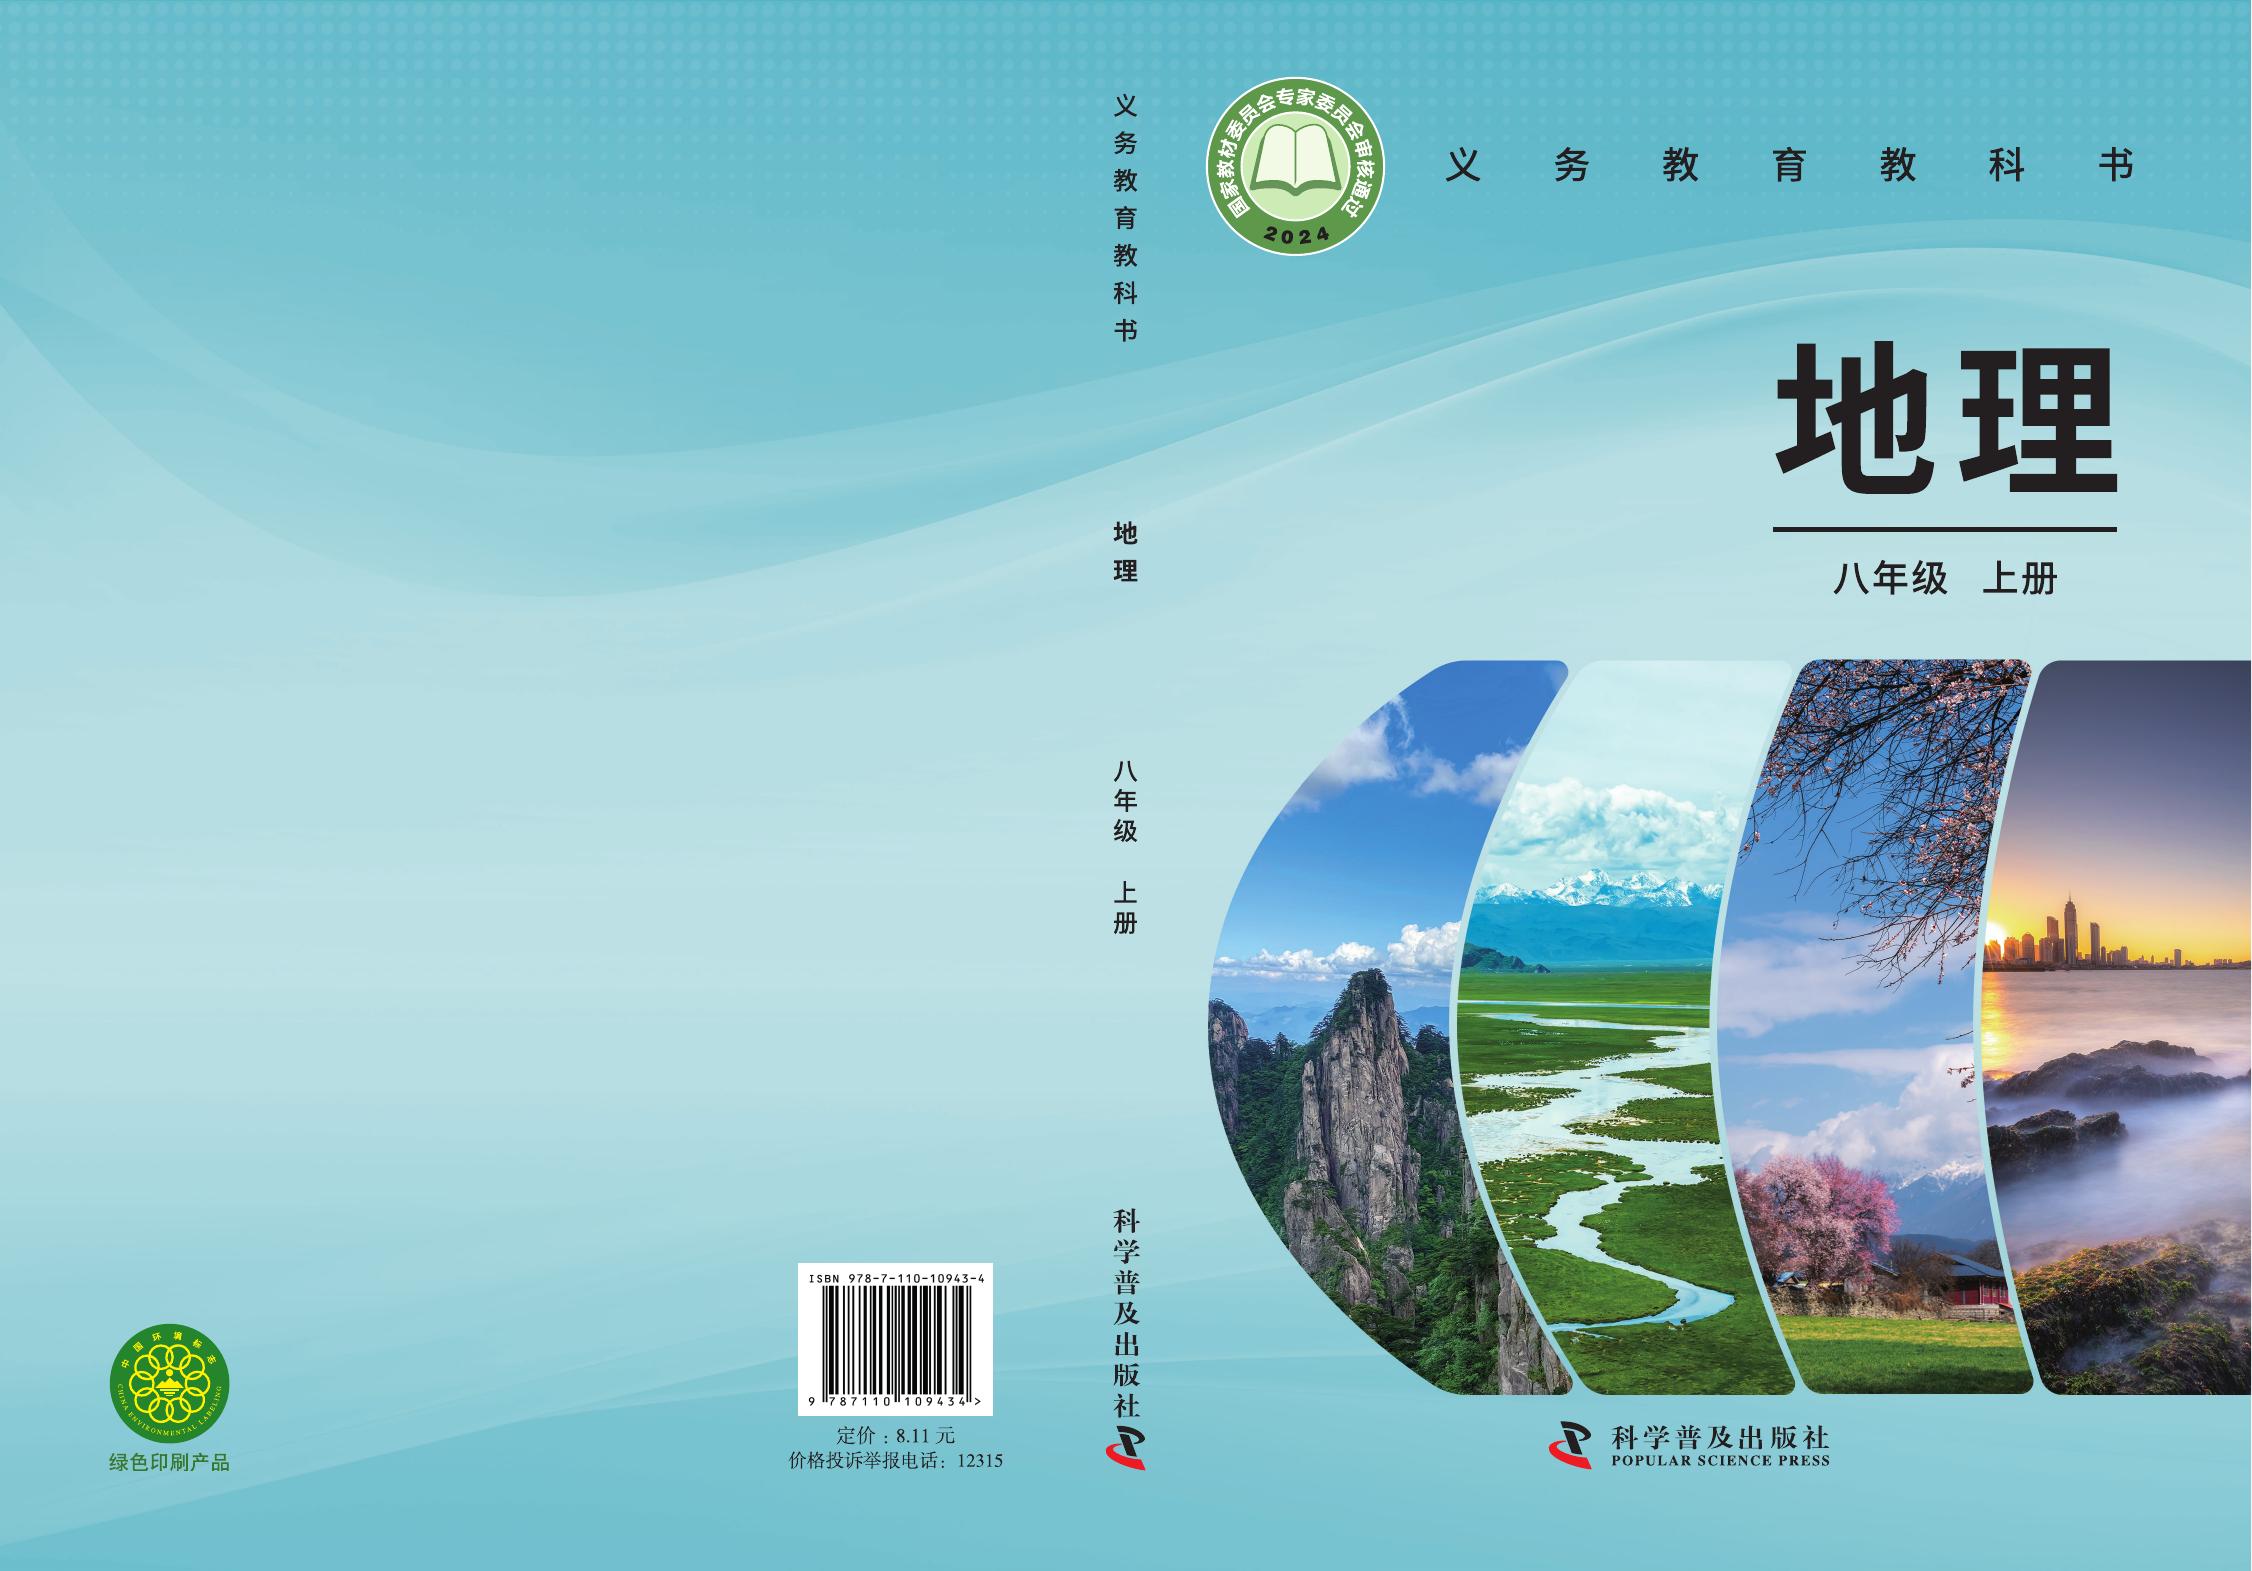 国家教材委员会专家委员会审核通过
2024
义务教育教科书
地理
八年级 上册
科学普及出版社
POPULAR SCIENCE PRESS
义务教育教科书
地理
八年级 上册
科学普及出版社
ISBN 978-7-110-10943-4
9 787110 109434 >
定价：8.11 元
价格投诉举报电话：12315
中国环境标志
CHINA ENVIRONMENTAL LABELING
绿色印刷产品